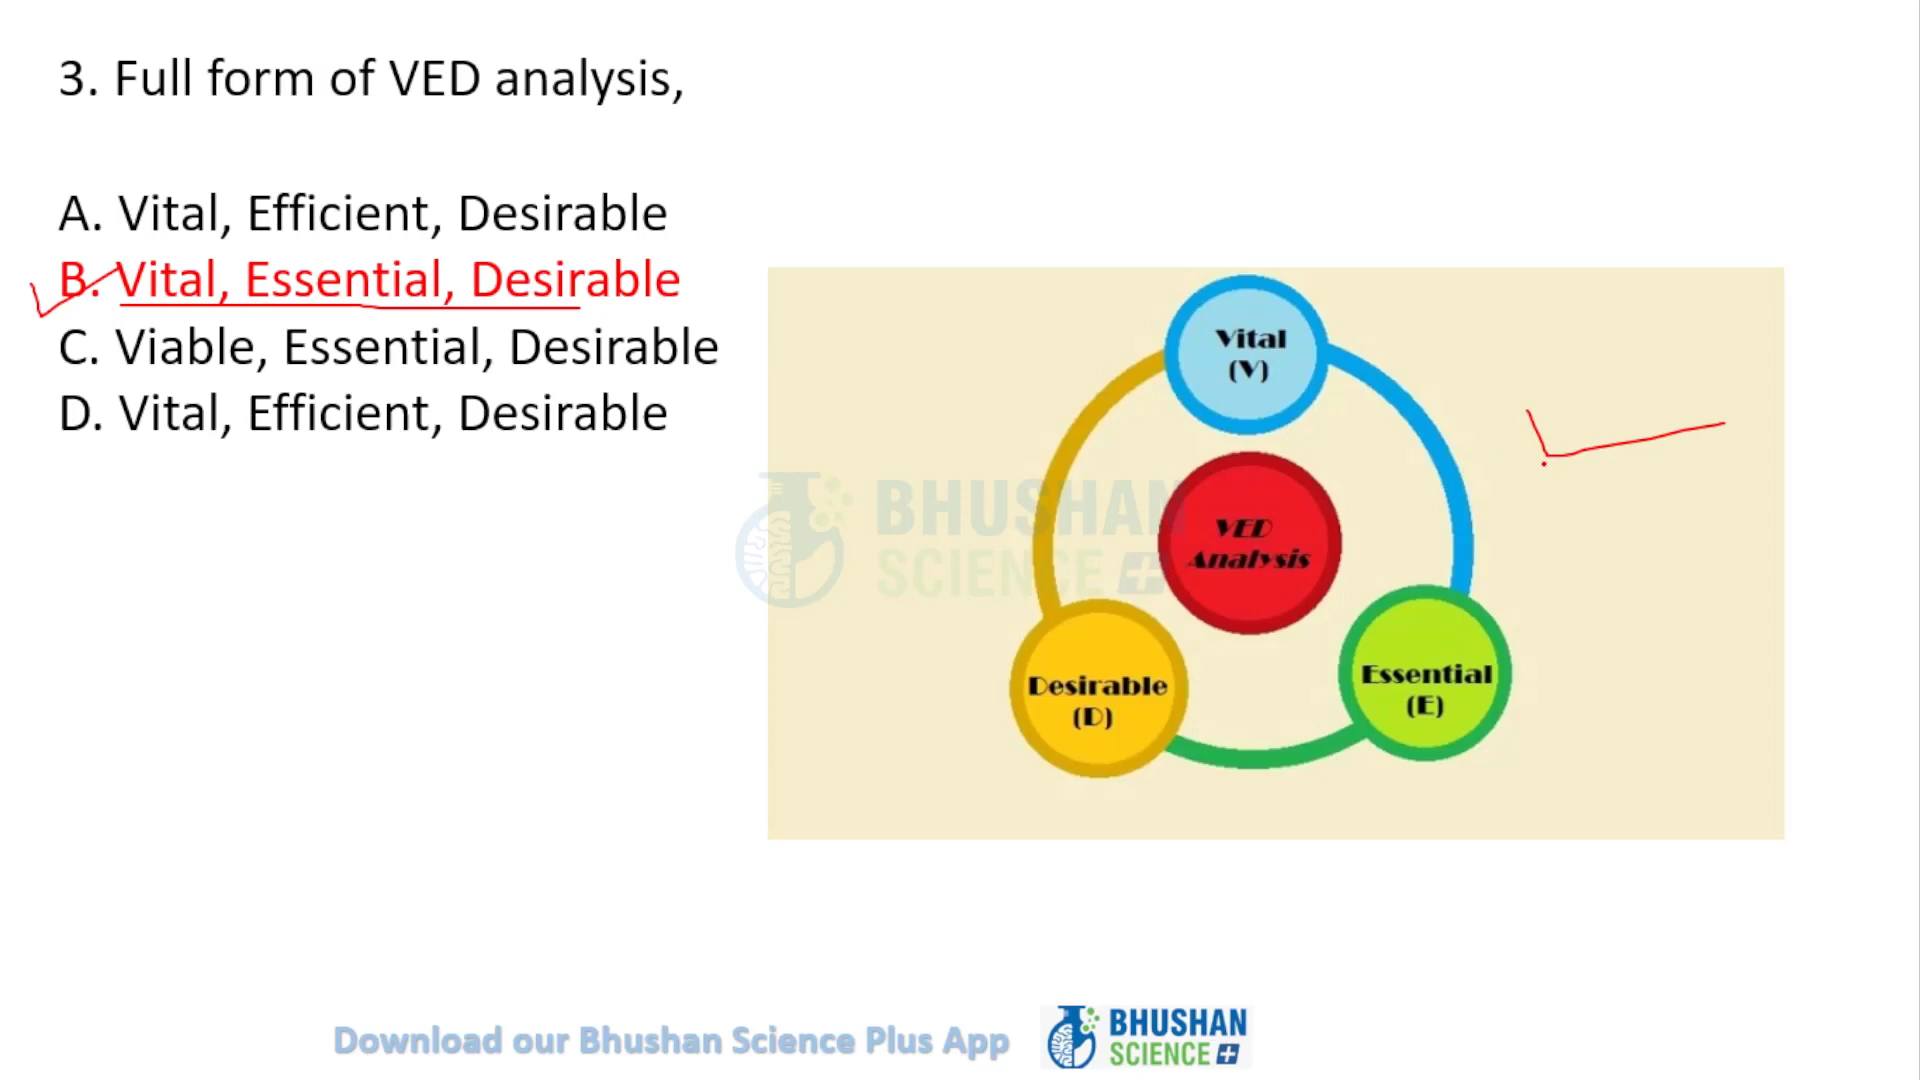 3. Full form of VED analysis,
A. Vital, Efficient, Desirable
B. Vital, Essential, Desirable
C. Viable, Essential, Desirable
D. Vital, Efficient, Desirable
Vital
(V)
VED
Analysis
Desirable
(D)
Essential
(E)
BHUSHAN
SCIENCE +
Download our Bhushan Science Plus App
BHUSHAN
SCIENCE +